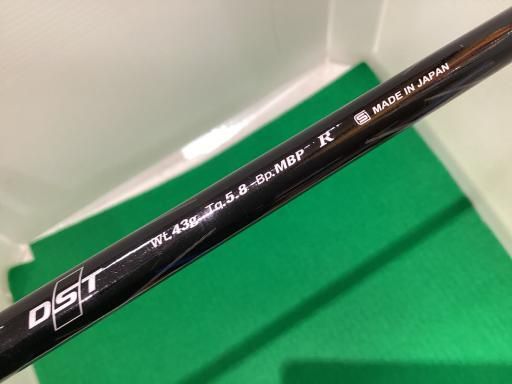 DST Wt.43g Tq.5.8 Bp.MBP R S MADE IN JAPAN